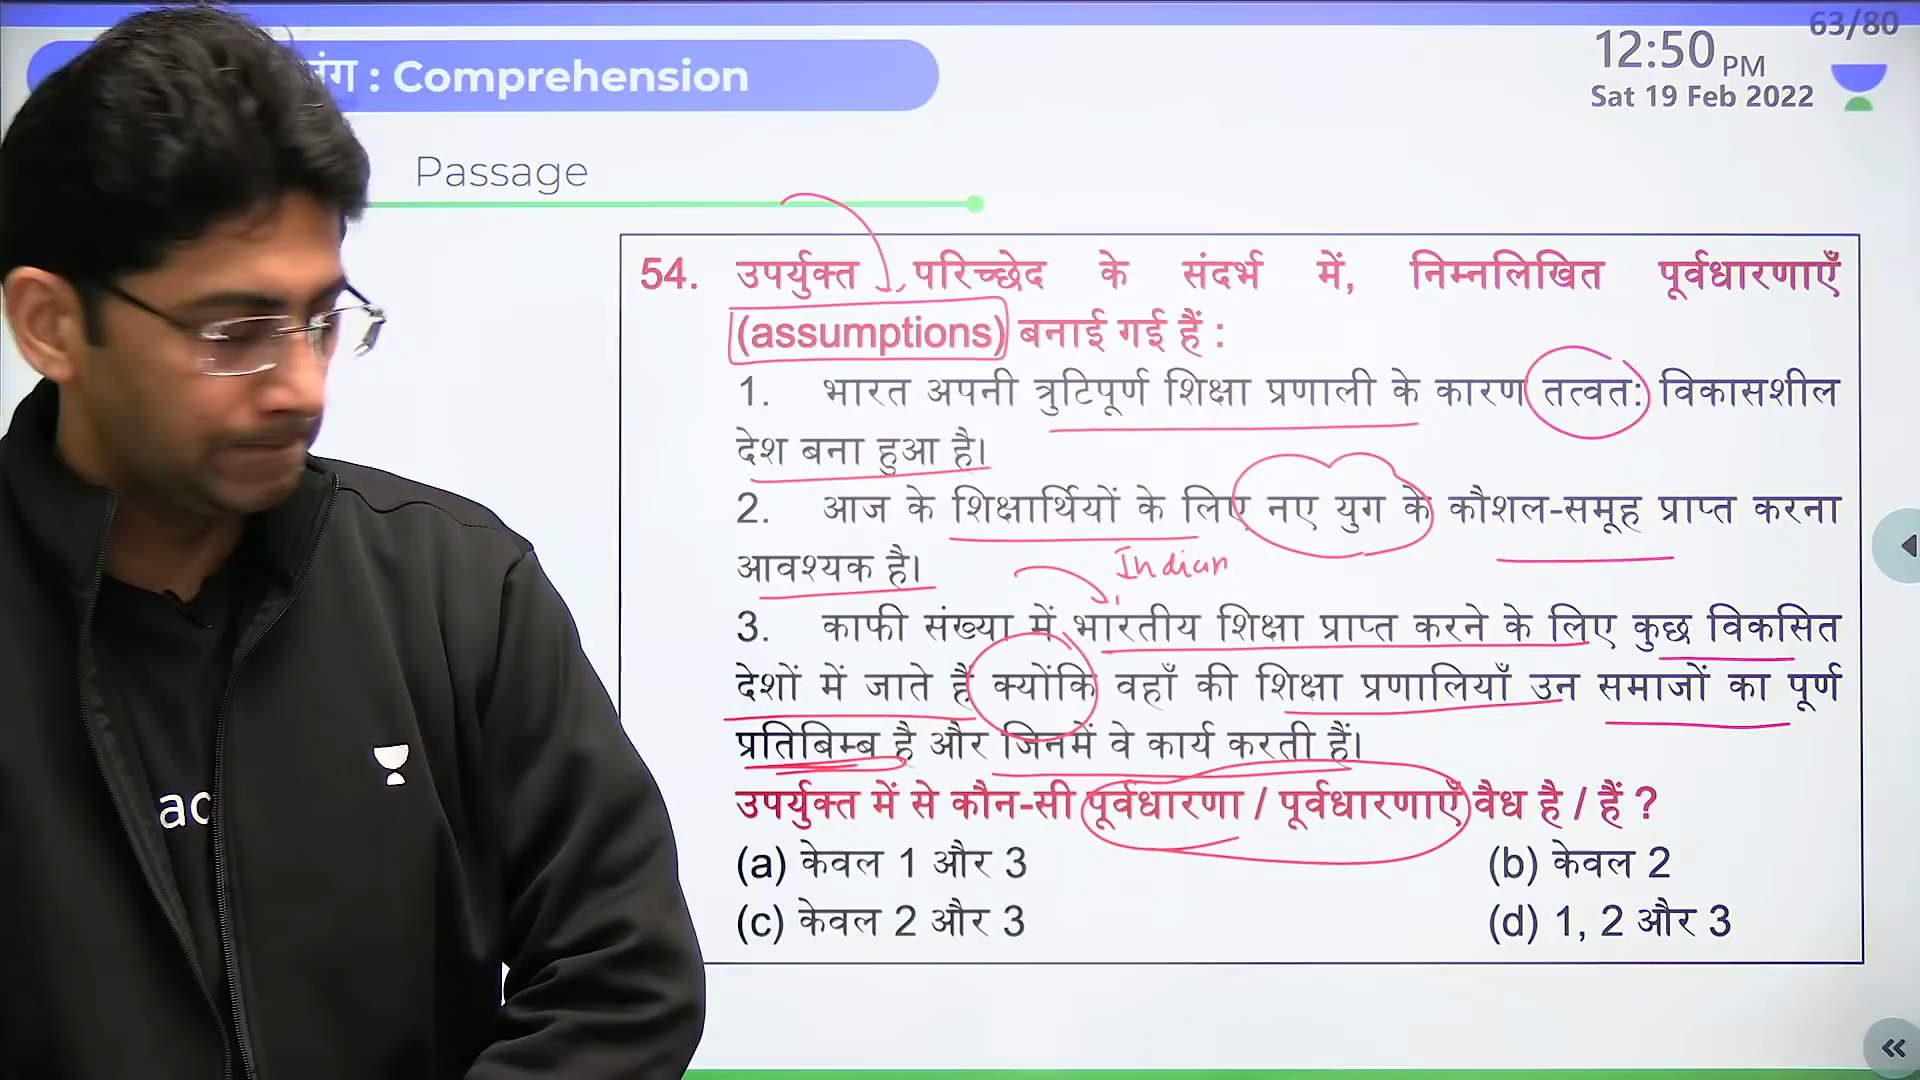 63/80
12:50 PM
Sat 19 Feb 2022
: Comprehension
Passage
54. उपर्युक्त परिच्छेद के संदर्भ में, निम्नलिखित पूर्वधारणाएँ
(assumptions) बनाई गई हैं :
1. भारत अपनी त्रुटिपूर्ण शिक्षा प्रणाली के कारण तत्वत: विकासशील
देश बना हुआ है।
2. आज के शिक्षार्थियों के लिए नए युग के कौशल-समूह प्राप्त करना
आवश्यक है।
Indian
3. काफी संख्या में भारतीय शिक्षा प्राप्त करने के लिए कुछ विकसित
देशों में जाते हैं क्योंकि वहाँ की शिक्षा प्रणालियाँ उन समाजों का पूर्ण
प्रतिबिम्ब है और जिनमें वे कार्य करती हैं।
उपर्युक्त में से कौन-सी पूर्वधारणा / पूर्वधारणाएँ वैध है / हैं ?
(a) केवल 1 और 3 (b) केवल 2
(c) केवल 2 और 3 (d) 1, 2 और 3